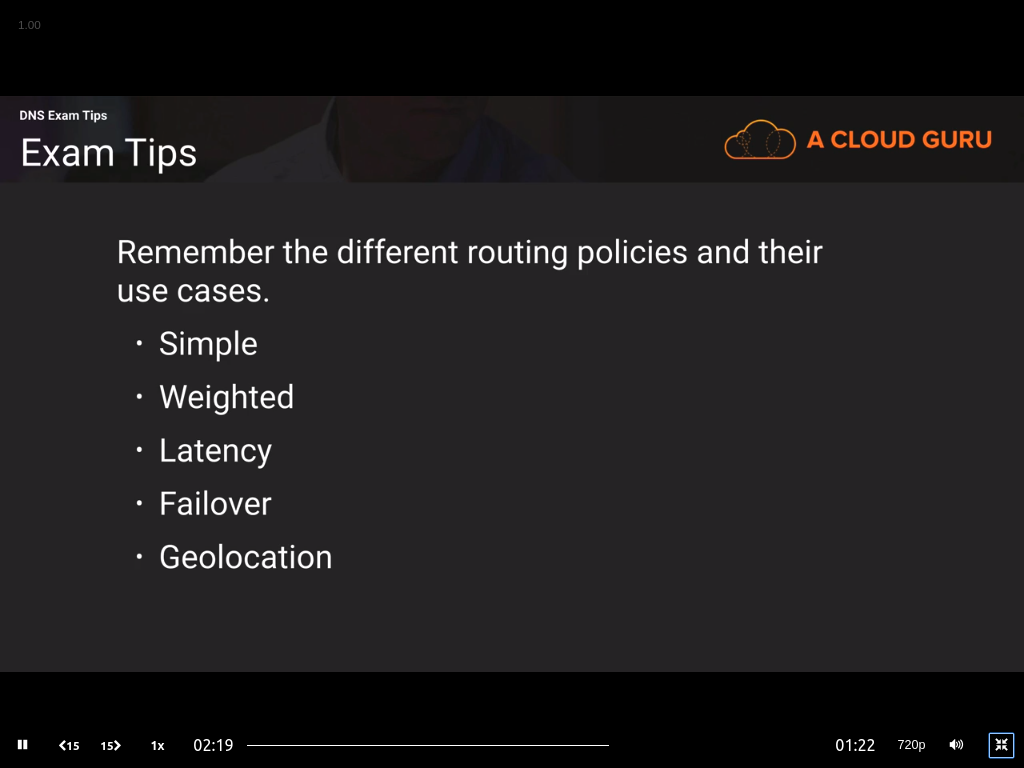 1.00
DNS Exam Tips
Exam Tips
A CLOUD GURU
Remember the different routing policies and their
use cases.
• Simple
• Weighted
• Latency
• Failover
• Geolocation
15 15 1x 02:19 01:22 720p